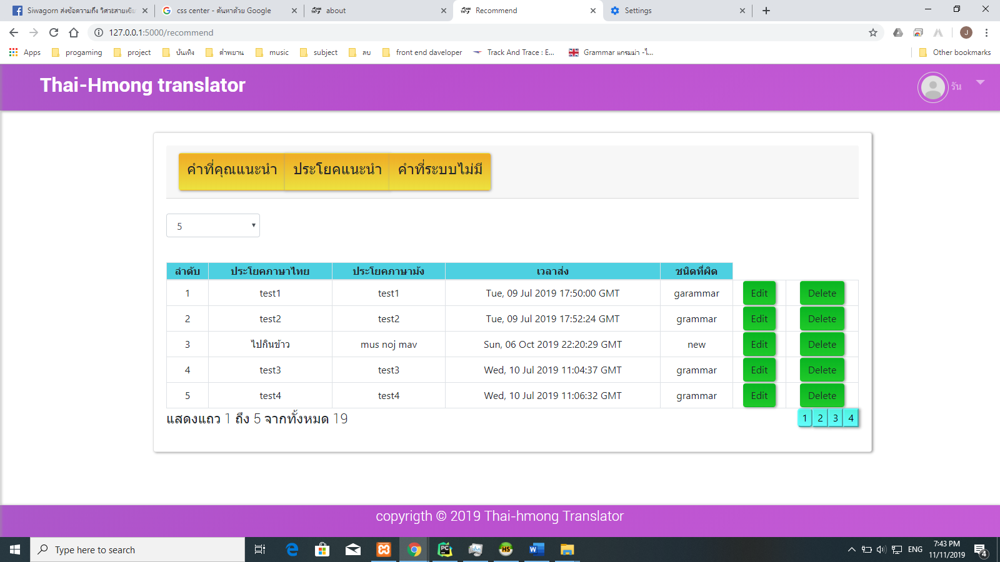 Siwagorn ส่งข้อความถึง วิศวะสายเขีย
css center - ค้นหาด้วย Google
about
Recommend
Settings
127.0.0.1:5000/recommend
J
Apps
progaming
project
บันเทิง
คำพยาน
music
subject
ลบ
front end daveloper
Track And Trace : E...
Grammar แกรมม่า -ไ...
Other bookmarks
Thai-Hmong translator
รัน
คำที่คุณแนะนำ ประโยคแนะนำ คำที่ระบบไม่มี
5
ลำดับ ประโยคภาษาไทย ประโยคภาษาม้ง เวลาส่ง ชนิดที่ผิด
1 test1 test1 Tue, 09 Jul 2019 17:50:00 GMT garammar Edit Delete
2 test2 test2 Tue, 09 Jul 2019 17:52:24 GMT grammar Edit Delete
3 ไปกินข้าว mus noj mav Sun, 06 Oct 2019 22:20:29 GMT new Edit Delete
4 test3 test3 Wed, 10 Jul 2019 11:04:37 GMT grammar Edit Delete
5 test4 test4 Wed, 10 Jul 2019 11:06:32 GMT grammar Edit Delete
แสดงแถว 1 ถึง 5 จากทั้งหมด 19
1 2 3 4
copyrigth © 2019 Thai-hmong Translator
Type here to search
ENG
7:43 PM
11/11/2019
4